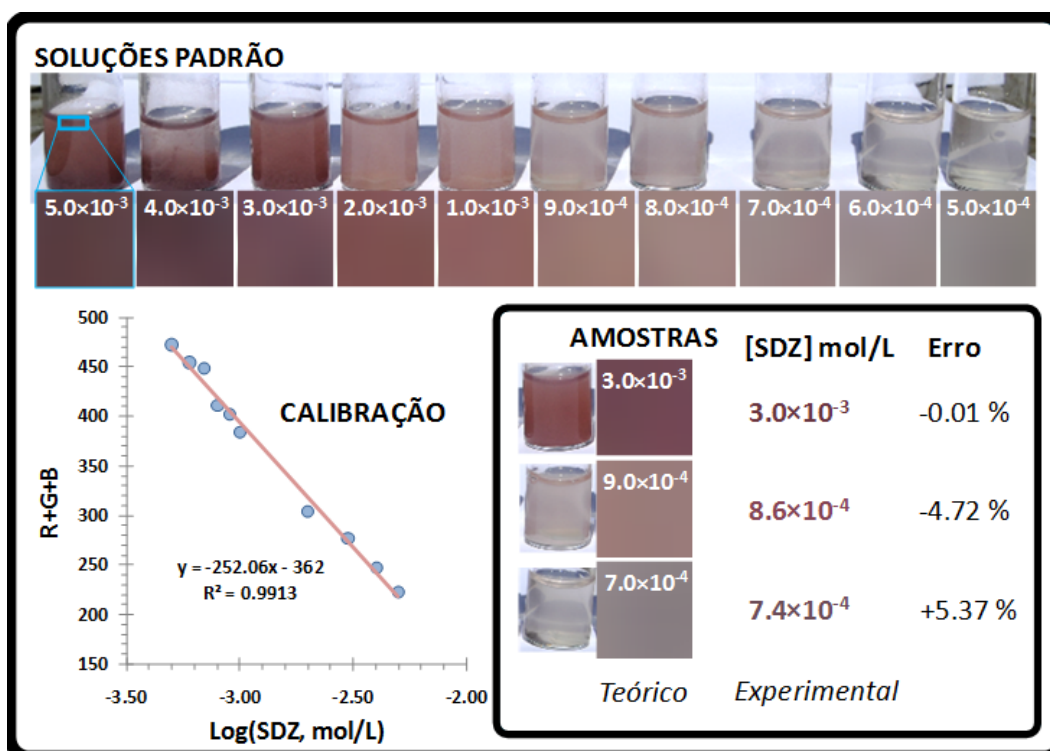 SOLUÇÕES PADRÃO
5.0×10⁻³ 4.0×10⁻³ 3.0×10⁻³ 2.0×10⁻³ 1.0×10⁻³ 9.0×10⁻⁴ 8.0×10⁻⁴ 7.0×10⁻⁴ 6.0×10⁻⁴ 5.0×10⁻⁴
500
450
400
350
300
250
200
150
R+G+B
CALIBRAÇÃO
y = -252.06x - 362
R² = 0.9913
-3.50 -3.00 -2.50 -2.00
Log(SDZ, mol/L)
AMOSTRAS [SDZ] mol/L Erro
3.0×10⁻³ 3.0×10⁻³ -0.01 %
9.0×10⁻⁴ 8.6×10⁻⁴ -4.72 %
7.0×10⁻⁴ 7.4×10⁻⁴ +5.37 %
Teórico Experimental